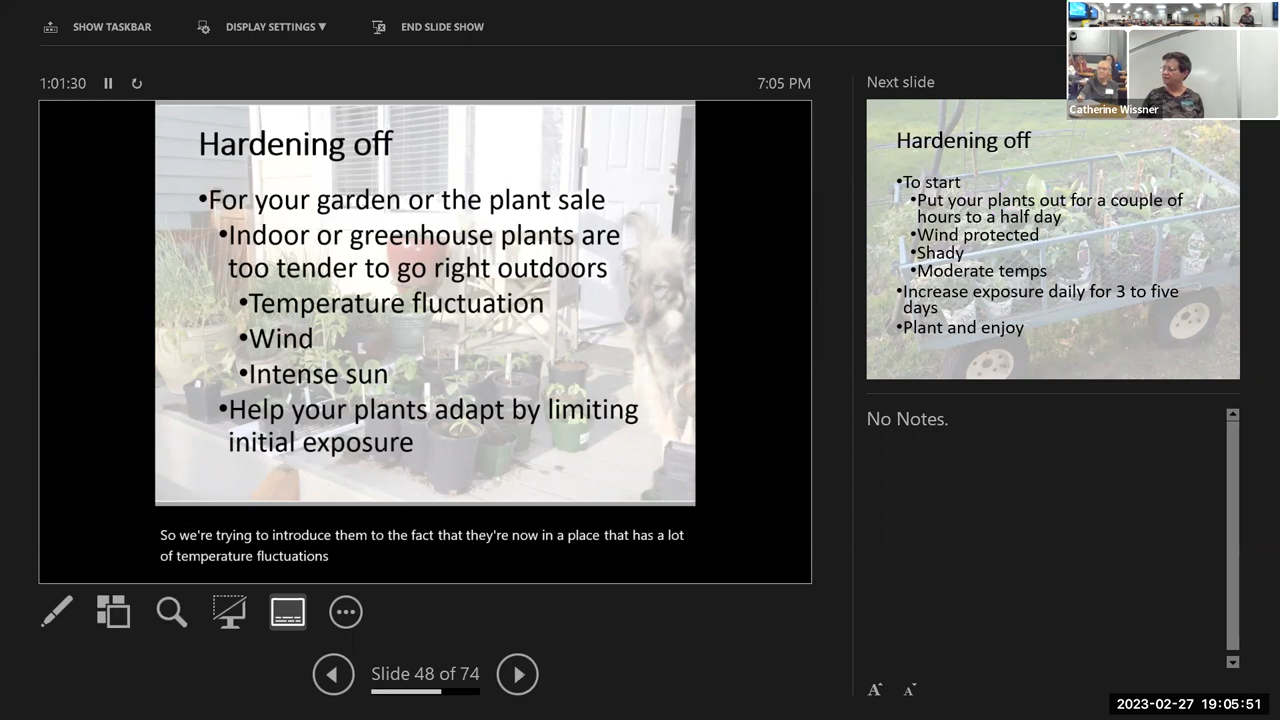 SHOW TASKBAR
DISPLAY SETTINGS ▼
END SLIDE SHOW
1:01:30
7:05 PM
Hardening off
•For your garden or the plant sale
•Indoor or greenhouse plants are
too tender to go right outdoors
•Temperature fluctuation
•Wind
•Intense sun
•Help your plants adapt by limiting
initial exposure
So we're trying to introduce them to the fact that they're now in a place that has a lot
of temperature fluctuations
Slide 48 of 74
Next slide
Catherine Wissner
Hardening off
•To start
•Put your plants out for a couple of
hours to a half day
•Wind protected
•Shady
•Moderate temps
•Increase exposure daily for 3 to five
days
•Plant and enjoy
No Notes.
A A
2023-02-27 19:05:51